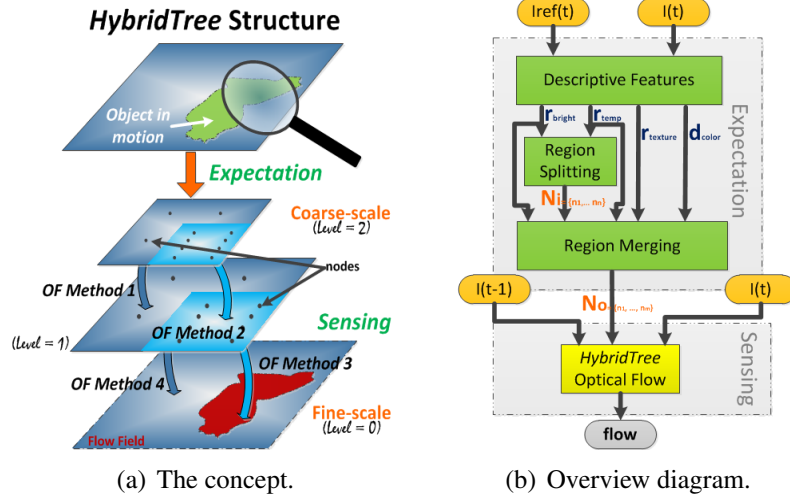 HybridTree Structure
Object in
motion
Expectation
Coarse-scale
(Level = 2)
nodes
OF Method 1
OF Method 2
Sensing
(Level = 1)
OF Method 3
OF Method 4
Fine-scale
(Level=0)
Flow Field
(a) The concept.
Iref(t)
I(t)
Descriptive Features
rbright
rtemp
rtexture
dcolor
Region
Splitting
Ni={n1,... nn}
Region Merging
Expectation
I(t-1)
No={n1, ..., nm}
I(t)
HybridTree
Optical Flow
Sensing
flow
(b) Overview diagram.